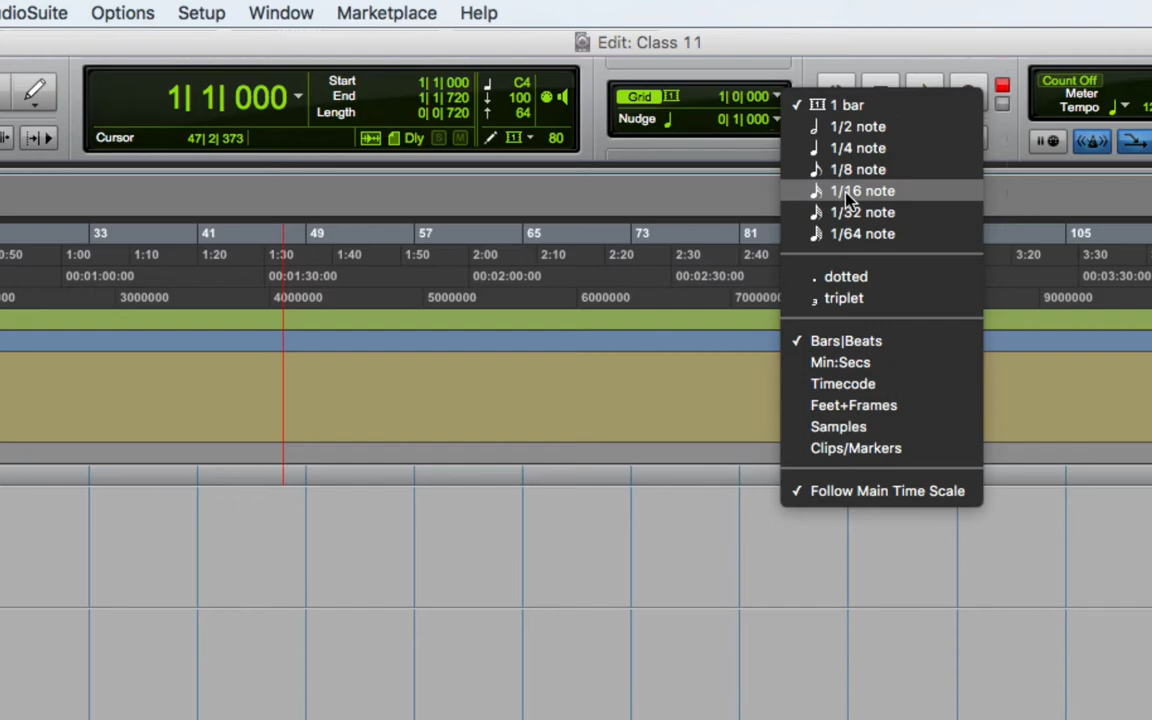 udioSuite Options Setup Window Marketplace Help
Edit: Class 11
1| 1| 000
Start 1| 1| 000
End 1| 1| 720
Length 0| 0| 720
C4
100
64
Cursor 47| 2| 373
Dly S M
80
Grid 1| 0| 000
Nudge 0| 1| 000
Count Off
Meter
Tempo
1 bar
1/2 note
1/4 note
1/8 note
1/16 note
1/32 note
1/64 note
. dotted
3 triplet
Bars|Beats
Min:Secs
Timecode
Feet+Frames
Samples
Clips/Markers
Follow Main Time Scale
33 41 49 57 65 73 81 105
0:50 1:00 1:10 1:20 1:30 1:40 1:50 2:00 2:10 2:20 2:30 2:40 3:20 3:30
00:01:00:00 00:01:30:00 00:02:00:00 00:02:30:00 00:03:30:00
00 3000000 4000000 5000000 6000000 7000000 9000000